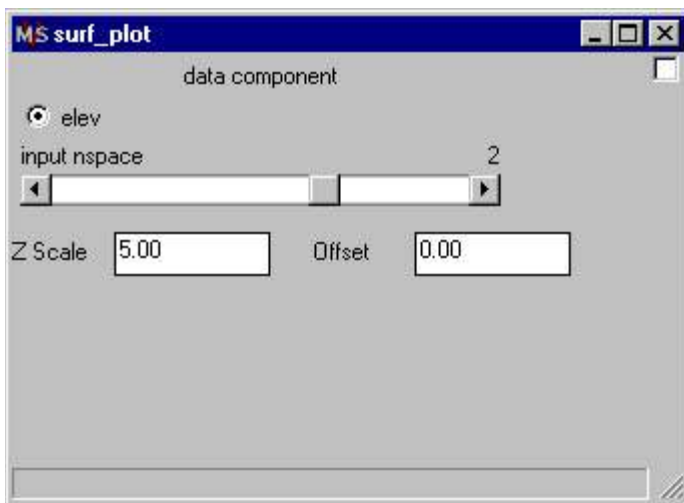 MS surf_plot
data component
elev
input nspace 2
Z Scale 5.00 Offset 0.00